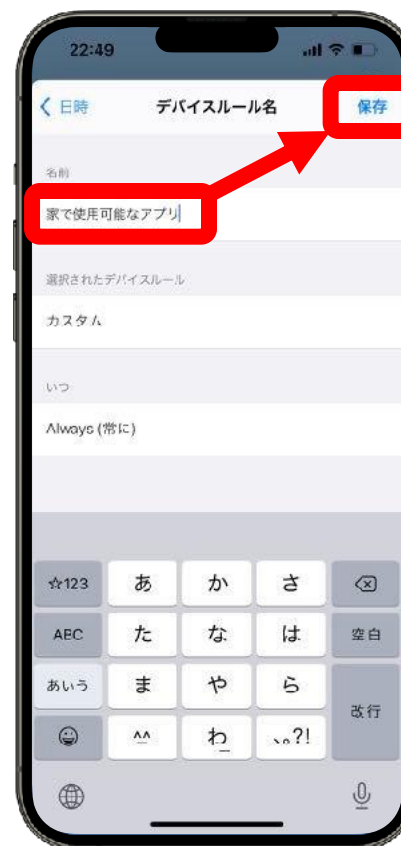 22:49
日時
デバイスルール名
保存
名前
家で使用可能なアプリ
選択されたデバイスルール
カスタム
いつ
Always (常に)
☆123
あ
か
さ
ABC
た
な
は
空白
あいう
ま
や
ら
改行
^^
わ
、。?!